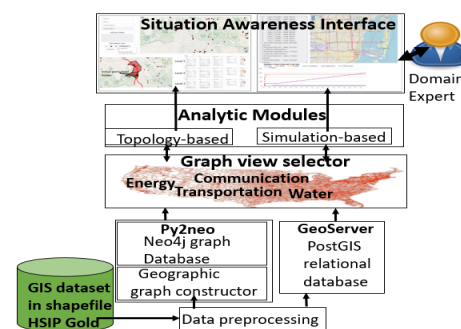 Situation Awareness Interface
Domain
Expert
Analytic Modules
Topology-based
Simulation-based
Graph view selector
Communication
Energy
Transportation
Water
Py2neo
Neo4j graph
Database
Geographic
graph constructor
GeoServer
PostGIS
relational
database
GIS dataset
in shapefile
HSIP Gold
Data preprocessing